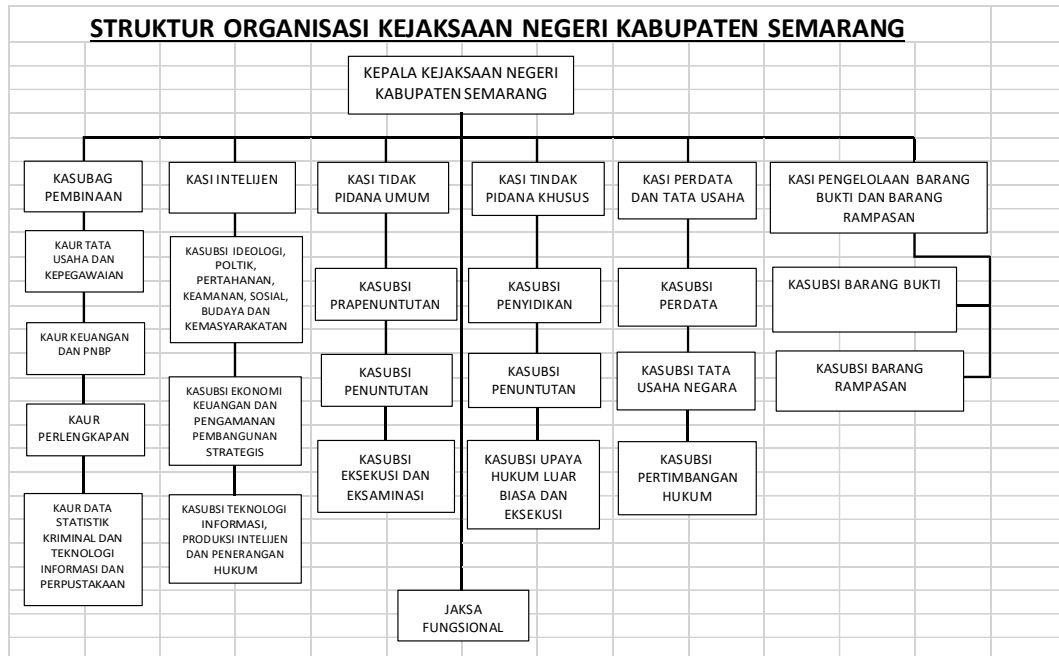 STRUKTUR ORGANISASI KEJAKSAAN NEGERI KABUPATEN SEMARANG
KEPALA KEJAKSAAN NEGERI
KABUPATEN SEMARANG
KASUBAG
PEMBINAAN
KAUR TATA
USAHA DAN
KEPEGAWAIAN
KAUR KEUANGAN
DAN PNBP
KAUR
PERLENGKAPAN
KAUR DATA
STATISTIK
KRIMINAL DAN
TEKNOLOGI
INFORMASI DAN
PERPUSTAKAAN
KASI INTELIJEN
KASUBSI IDEOLOGI,
POLTIK,
PERTAHANAN,
KEAMANAN, SOSIAL,
BUDAYA DAN
KEMASYARAKATAN
KASUBSI EKONOMI
KEUANGAN DAN
PENGAMANAN
PEMBANGUNAN
STRATEGIS
KASUBSI TEKNOLOGI
INFORMASI,
PRODUKSI INTELIJEN
DAN PENERANGAN
HUKUM
KASI TIDAK
PIDANA UMUM
KASUBSI
PRAPENUNTUTAN
KASUBSI
PENUNTUTAN
KASUBSI
EKSEKUSI DAN
EKSAMINASI
KASI TINDAK
PIDANA KHUSUS
KASUBSI
PENYIDIKAN
KASUBSI
PENUNTUTAN
KASUBSI UPAYA
HUKUM LUAR
BIASA DAN
EKSEKUSI
KASI PERDATA
DAN TATA USAHA
KASUBSI
PERDATA
KASUBSI TATA
USAHA NEGARA
KASUBSI
PERTIMBANGAN
HUKUM
KASI PENGELOLAAN BARANG
BUKTI DAN BARANG
RAMPASAN
KASUBSI BARANG BUKTI
KASUBSI BARANG
RAMPASAN
JAKSA
FUNGSIONAL